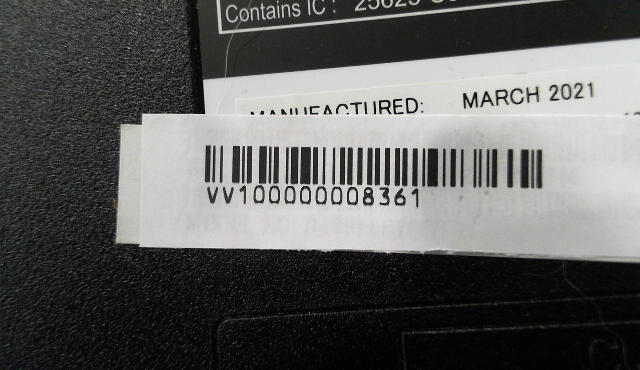 Contains IC :
MANUFACTURED: MARCH 2021
VV100000008361